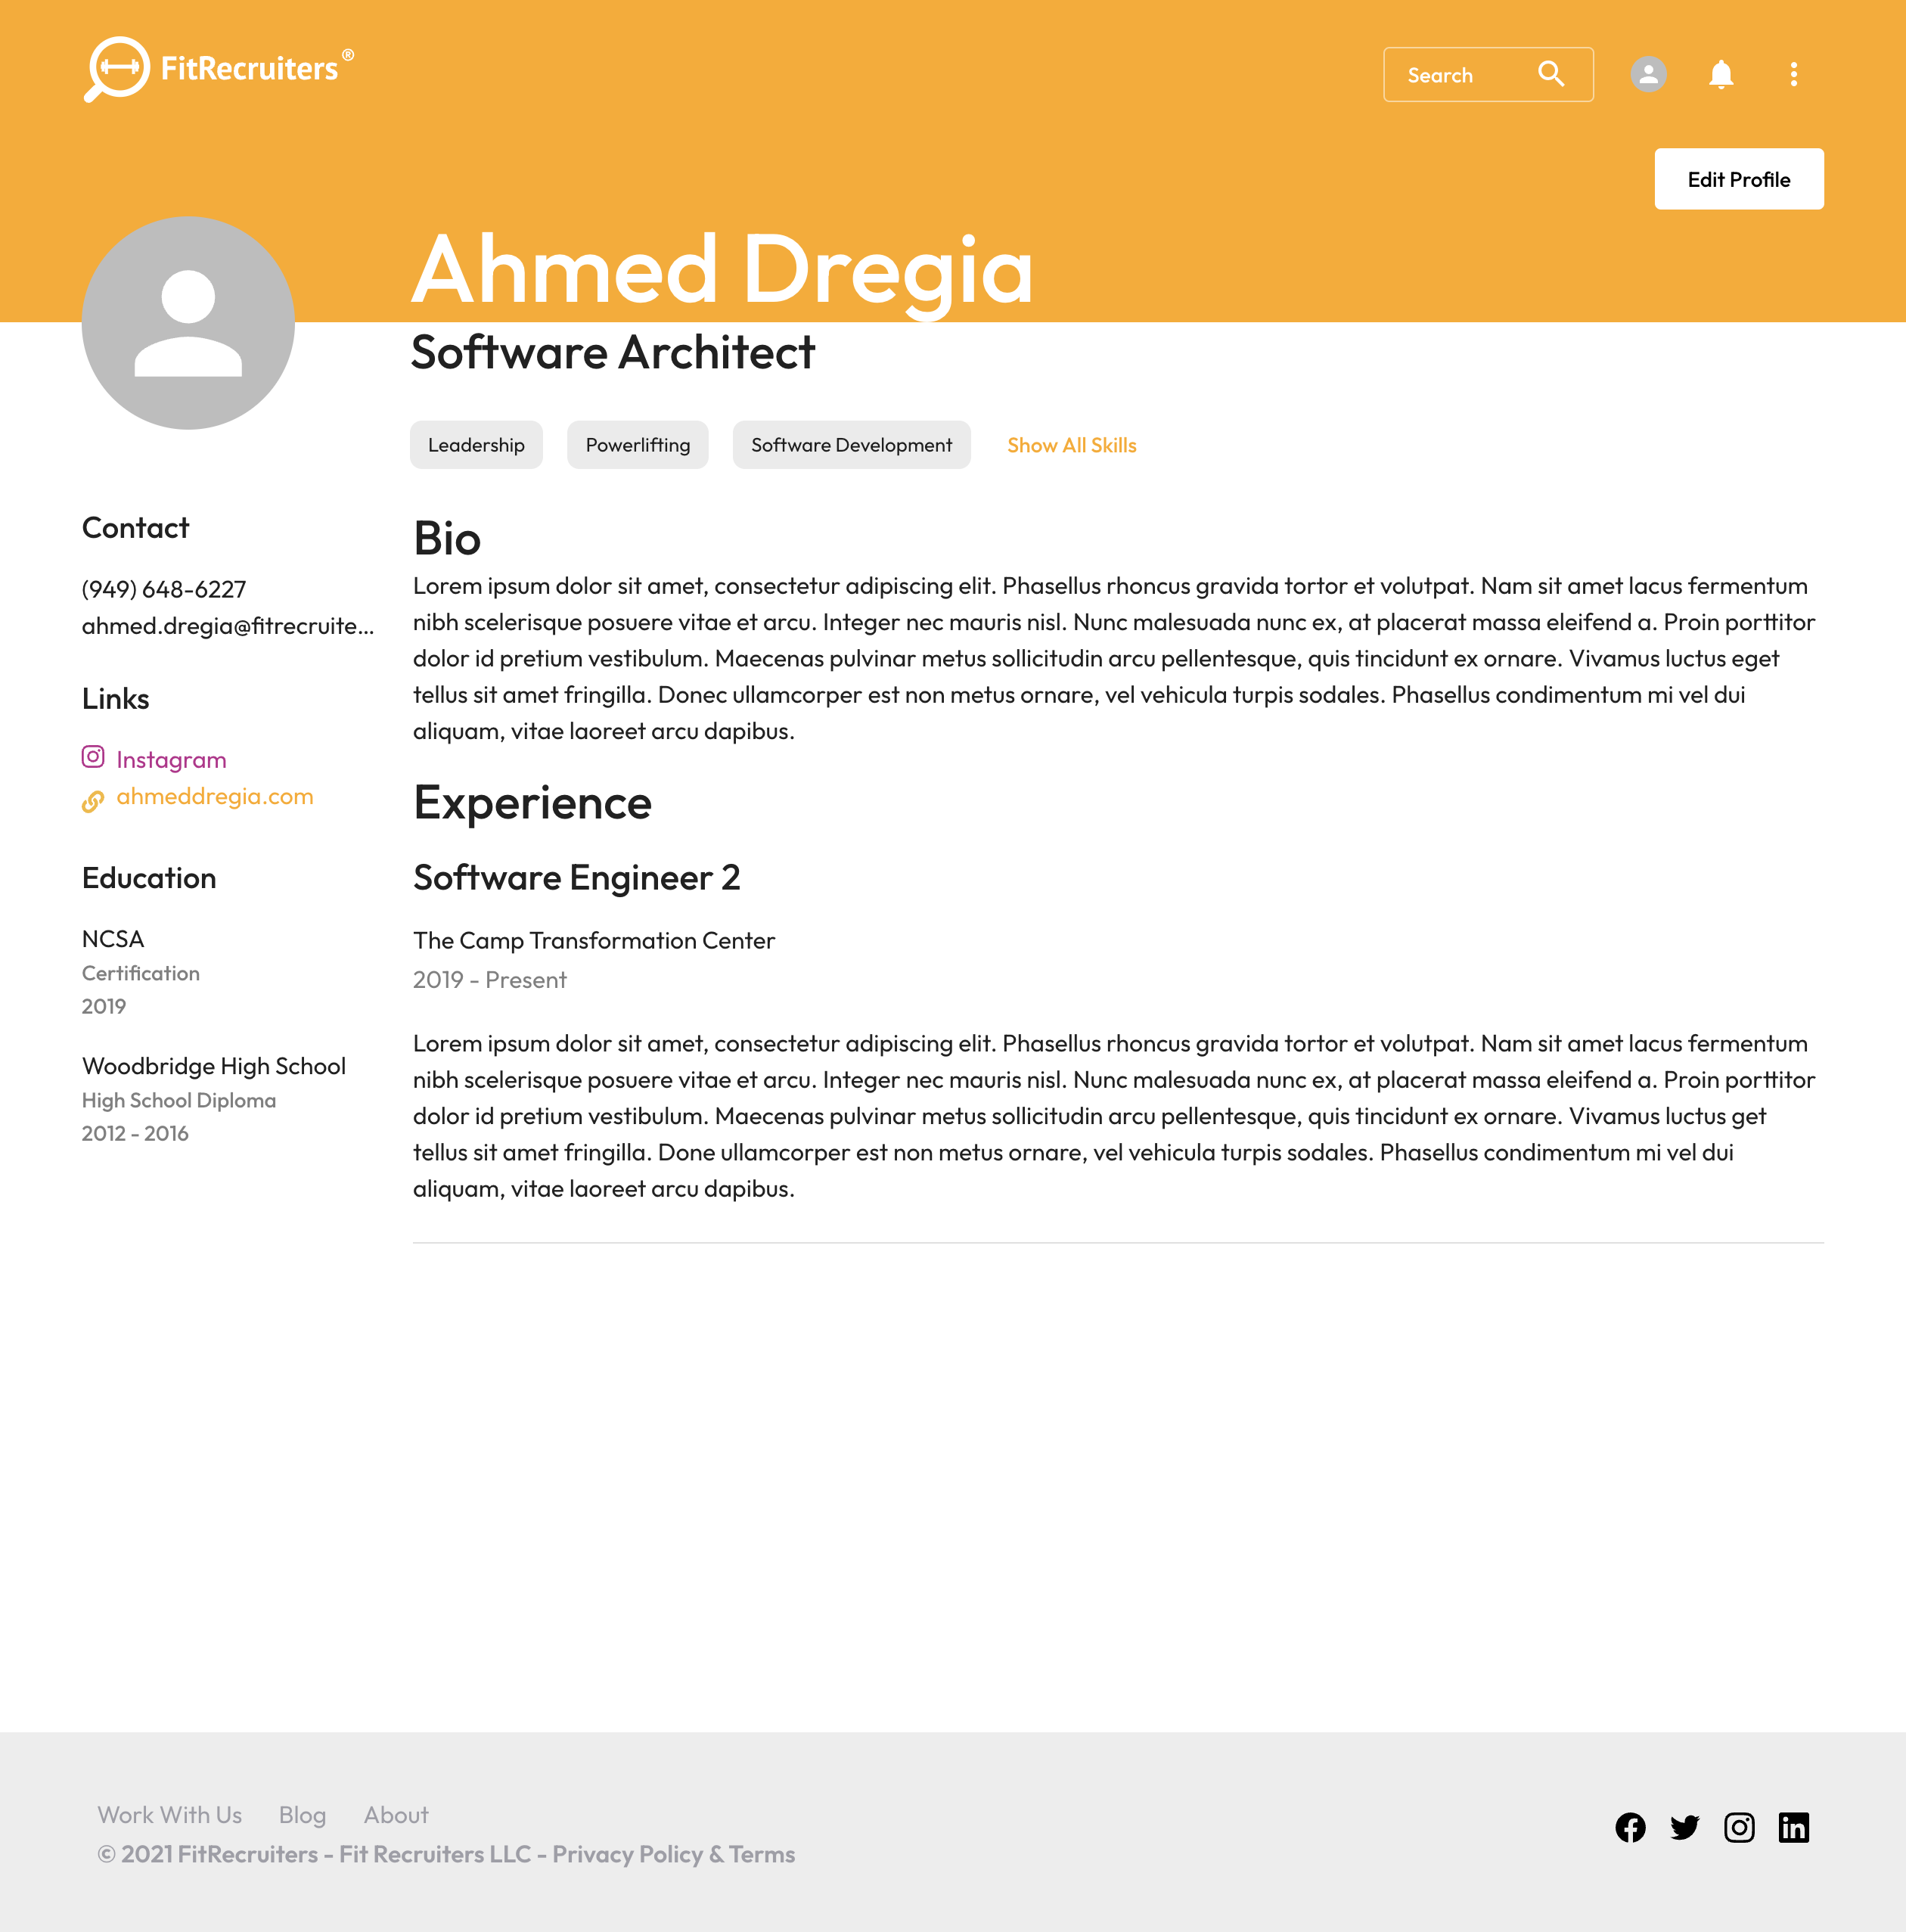 FitRecruiters®
Search
Edit Profile
Ahmed Dregia
Software Architect
Leadership
Powerlifting
Software Development
Show All Skills
Contact
(949) 648-6227
ahmed.dregia@fitrecruite...
Links
Instagram
ahmeddregia.com
Education
NCSA
Certification
2019
Woodbridge High School
High School Diploma
2012 - 2016
Bio
Lorem ipsum dolor sit amet, consectetur adipiscing elit. Phasellus rhoncus gravida tortor et volutpat. Nam sit amet lacus fermentum
nibh scelerisque posuere vitae et arcu. Integer nec mauris nisl. Nunc malesuada nunc ex, at placerat massa eleifend a. Proin porttitor
dolor id pretium vestibulum. Maecenas pulvinar metus sollicitudin arcu pellentesque, quis tincidunt ex ornare. Vivamus luctus eget
tellus sit amet fringilla. Donec ullamcorper est non metus ornare, vel vehicula turpis sodales. Phasellus condimentum mi vel dui
aliquam, vitae laoreet arcu dapibus.
Experience
Software Engineer 2
The Camp Transformation Center
2019 - Present
Lorem ipsum dolor sit amet, consectetur adipiscing elit. Phasellus rhoncus gravida tortor et volutpat. Nam sit amet lacus fermentum
nibh scelerisque posuere vitae et arcu. Integer nec mauris nisl. Nunc malesuada nunc ex, at placerat massa eleifend a. Proin porttitor
dolor id pretium vestibulum. Maecenas pulvinar metus sollicitudin arcu pellentesque, quis tincidunt ex ornare. Vivamus luctus get
tellus sit amet fringilla. Done ullamcorper est non metus ornare, vel vehicula turpis sodales. Phasellus condimentum mi vel dui
aliquam, vitae laoreet arcu dapibus.
Work With Us
Blog
About
© 2021 FitRecruiters - Fit Recruiters LLC - Privacy Policy & Terms